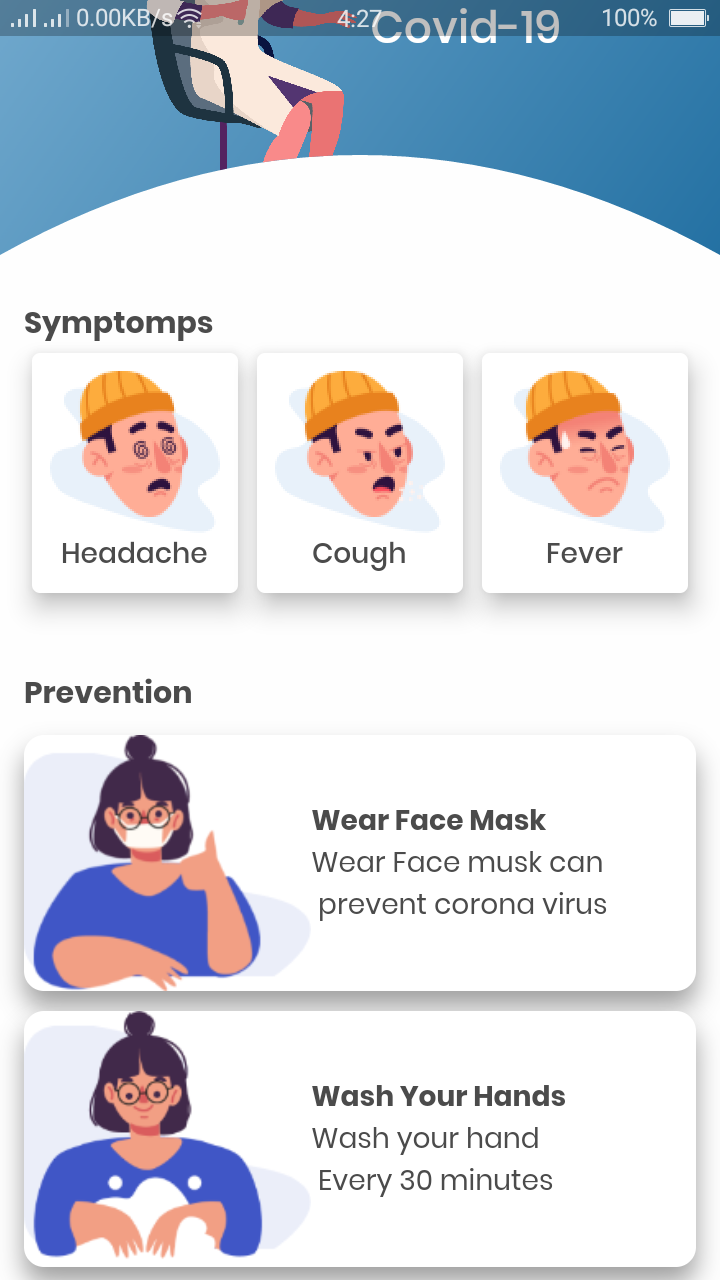 0.00KB/s 4:27 100%
Covid-19
Symptomps
Headache Cough Fever
Prevention
Wear Face Mask
Wear Face musk can
prevent corona virus
Wash Your Hands
Wash your hand
Every 30 minutes